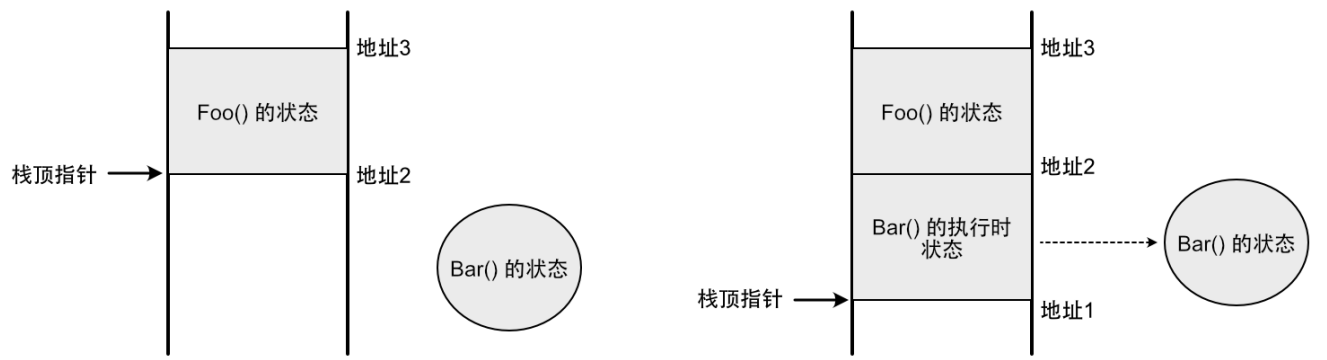 地址3
Foo() 的状态
栈顶指针
地址2
Bar() 的状态
地址3
Foo() 的状态
地址2
Bar() 的执行时
状态
Bar() 的状态
栈顶指针
地址1